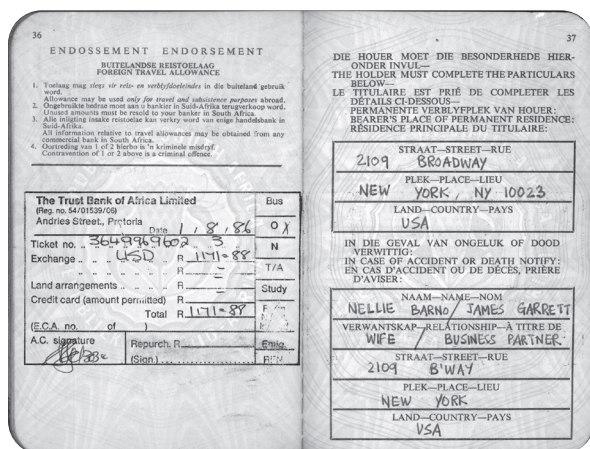 36
ENDOSSEMENT ENDORSEMENT
BUITELANDSE REISTOELAAG
FOREIGN TRAVEL ALLOWANCE
1. Toelaag mag slegs vir reis- en verblyfdoeleindes in die buiteland gebruik
word.
Allowance may be used only for travel and subsistence purposes abroad.
2. Ongebruikte bedrae moet aan u bankier in Suid-Afrika terugverkoop word.
Unused amounts must be resold to your banker in South Africa.
3. Alle inligting insake reistoelae kan verkry word van enige handelsbank in
Suid-Afrika.
All information relative to travel allowances may be obtained from any
commercial bank in South Africa.
4. Oortreding van 1 of 2 hierbo is 'n kriminele misdryf.
Contravention of 1 or 2 above is a criminal offence.
The Trust Bank of Africa Limited
(Reg. no. 54/01539/06)
Andries Street, Pretoria
Date 1, 8, 86
Ticket no. 3649969602 3
Exchange USD R 1171=88
Land arrangements R
Credit card (amount permitted) R
Total R 1171=88
(E.C.A. no. of )
A.C. signature
Repurch. R
(Sign.)
Bus
O X
N
T/A
Study
Emig.
37
DIE HOUER MOET DIE BESONDERHEDE HIER-
ONDER INVUL—
THE HOLDER MUST COMPLETE THE PARTICULARS
BELOW—
LE TITULAIRE EST PRIÉ DE COMPLETER LES
DÉTAILS CI-DESSOUS—
PERMANENTE VERBLYFPLEK VAN HOUER:
BEARER'S PLACE OF PERMANENT RESIDENCE:
RÉSIDENCE PRINCIPALE DU TITULAIRE:
STRAAT—STREET—RUE
2109 BROADWAY
PLEK—PLACE—LIEU
NEW YORK, NY 10023
LAND—COUNTRY—PAYS
USA
IN DIE GEVAL VAN ONGELUK OF DOOD
VERWITTIG:
IN CASE OF ACCIDENT OR DEATH NOTIFY:
EN CAS D'ACCIDENT OU DE DÉCÈS, PRIÈRE
D'AVISER:
NAAM—NAME—NOM
NELLIE BARNO/ JAMES GARRETT
VERWANTSKAP—RELATIONSHIP—À TITRE DE
WIFE / BUSINESS PARTNER.
STRAAT—STREET—RUE
2109 B'WAY
PLEK—PLACE—LIEU
NEW YORK
LAND—COUNTRY—PAYS
USA